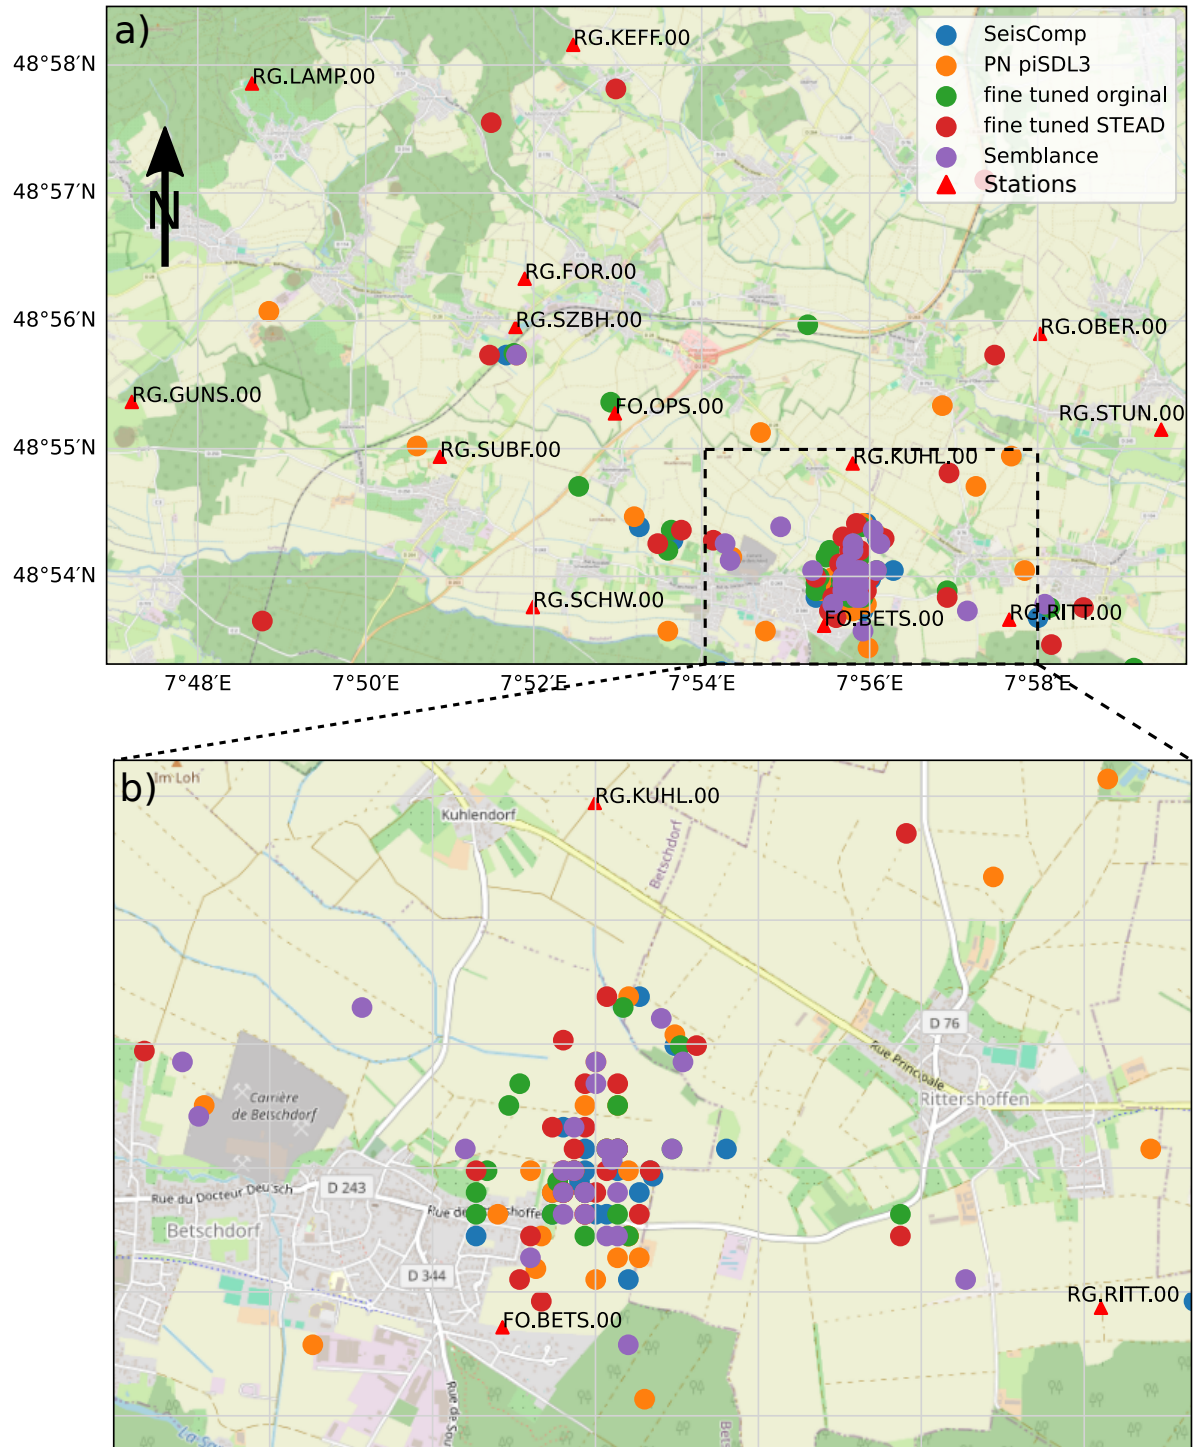 a)
SeisComp
PN piSDL3
fine tuned orginal
fine tuned STEAD
Semblance
Stations
N
48°58′N
48°57′N
48°56′N
48°55′N
48°54′N
RG.KEFF.00
RG.LAMP.00
RG.FOR.00
RG.SZBH.00
RG.OBER.00
RG.GUNS.00
FO.OPS.00
RG.STUN.00
RG.SUBF.00
RG.KUHL.00
RG.SCHW.00
FO.BETS.00
RG.RITT.00
7°48′E
7°50′E
7°52′E
7°54′E
7°56′E
7°58′E
b)
Im Loh
RG.KUHL.00
Kuhlendorf
Betschdorf
D 76
Rue Principale
Rittershoffen
Carrière
de Betschdorf
D 243
Rue du Docteur Deutsch
Betschdorf
D 344
RG.RITT.00
FO.BETS.00